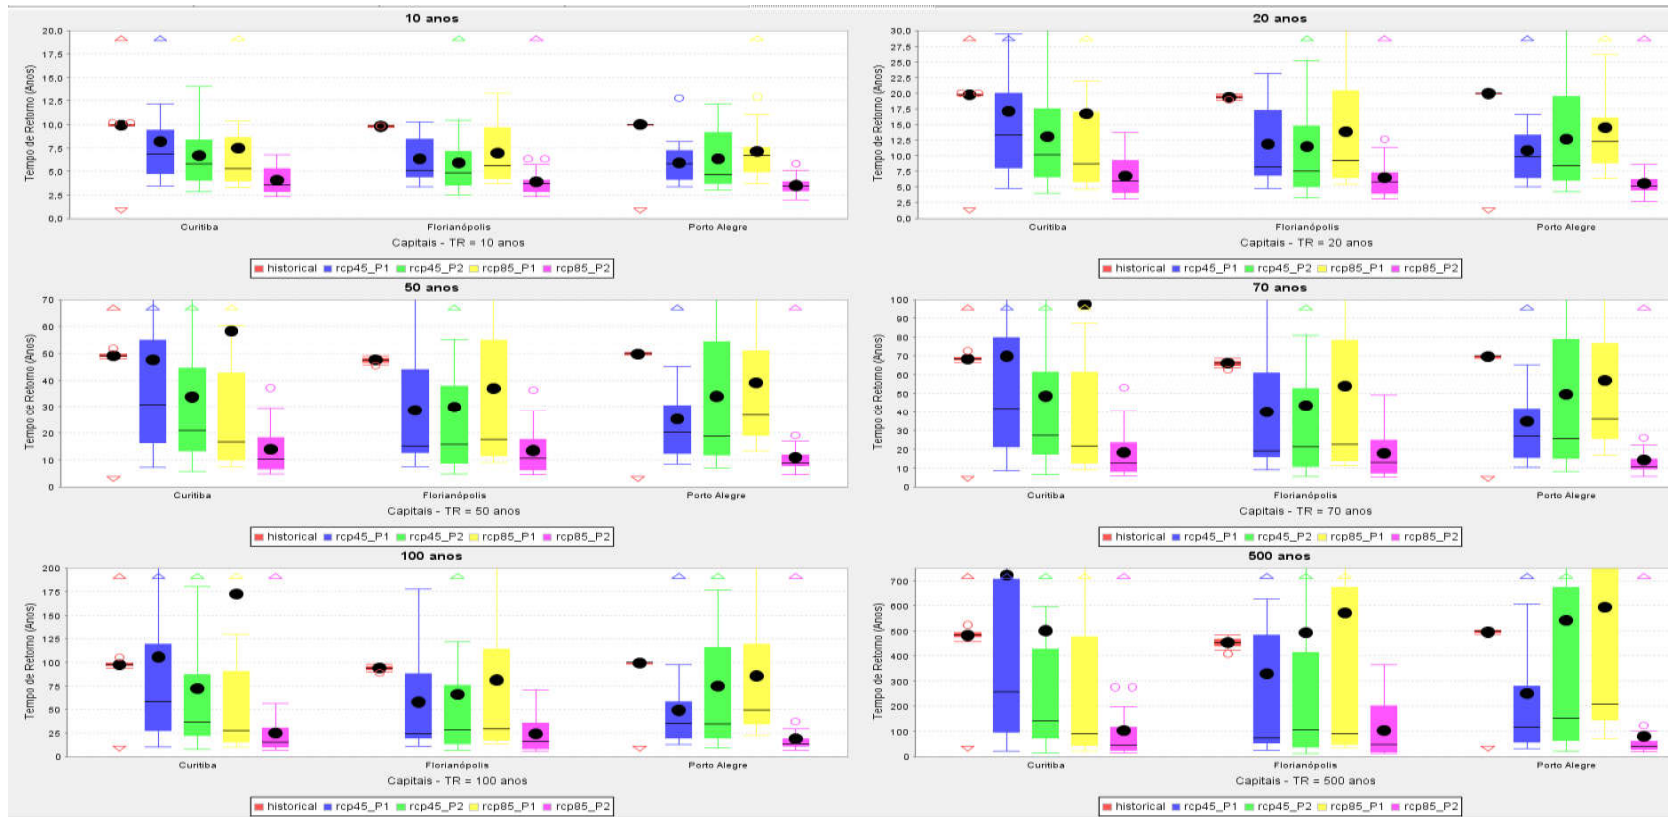 10 anos
Tempo de Retorno (Anos)
20,0
17,5
15,0
12,5
10,0
7,5
5,0
2,5
0,0
Curitiba Florianópolis Porto Alegre
Capitais - TR = 10 anos
historical rcp45_P1 rcp45_P2 rcp85_P1 rcp85_P2
20 anos
Tempo de Retorno (Anos)
30,0
27,5
25,0
22,5
20,0
17,5
15,0
12,5
10,0
7,5
5,0
2,5
0,0
Curitiba Florianópolis Porto Alegre
Capitais - TR = 20 anos
historical rcp45_P1 rcp45_P2 rcp85_P1 rcp85_P2
50 anos
Tempo de Retorno (Anos)
70
60
50
40
30
20
10
0
Curitiba Florianópolis Porto Alegre
Capitais - TR = 50 anos
historical rcp45_P1 rcp45_P2 rcp85_P1 rcp85_P2
70 anos
Tempo de Retorno (Anos)
100
90
80
70
60
50
40
30
20
10
0
Curitiba Florianópolis Porto Alegre
Capitais - TR = 70 anos
historical rcp45_P1 rcp45_P2 rcp85_P1 rcp85_P2
100 anos
Tempo de Retorno (Anos)
200
175
150
125
100
75
50
25
0
Curitiba Florianópolis Porto Alegre
Capitais - TR = 100 anos
historical rcp45_P1 rcp45_P2 rcp85_P1 rcp85_P2
500 anos
Tempo de Retorno (Anos)
700
600
500
400
300
200
100
0
Curitiba Florianópolis Porto Alegre
Capitais - TR = 500 anos
historical rcp45_P1 rcp45_P2 rcp85_P1 rcp85_P2